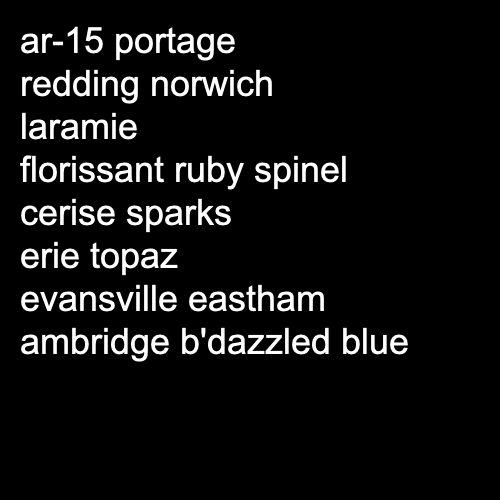 ar-15 portage
redding norwich
laramie
florissant ruby spinel
cerise sparks
erie topaz
evansville eastham
ambridge b'dazzled blue